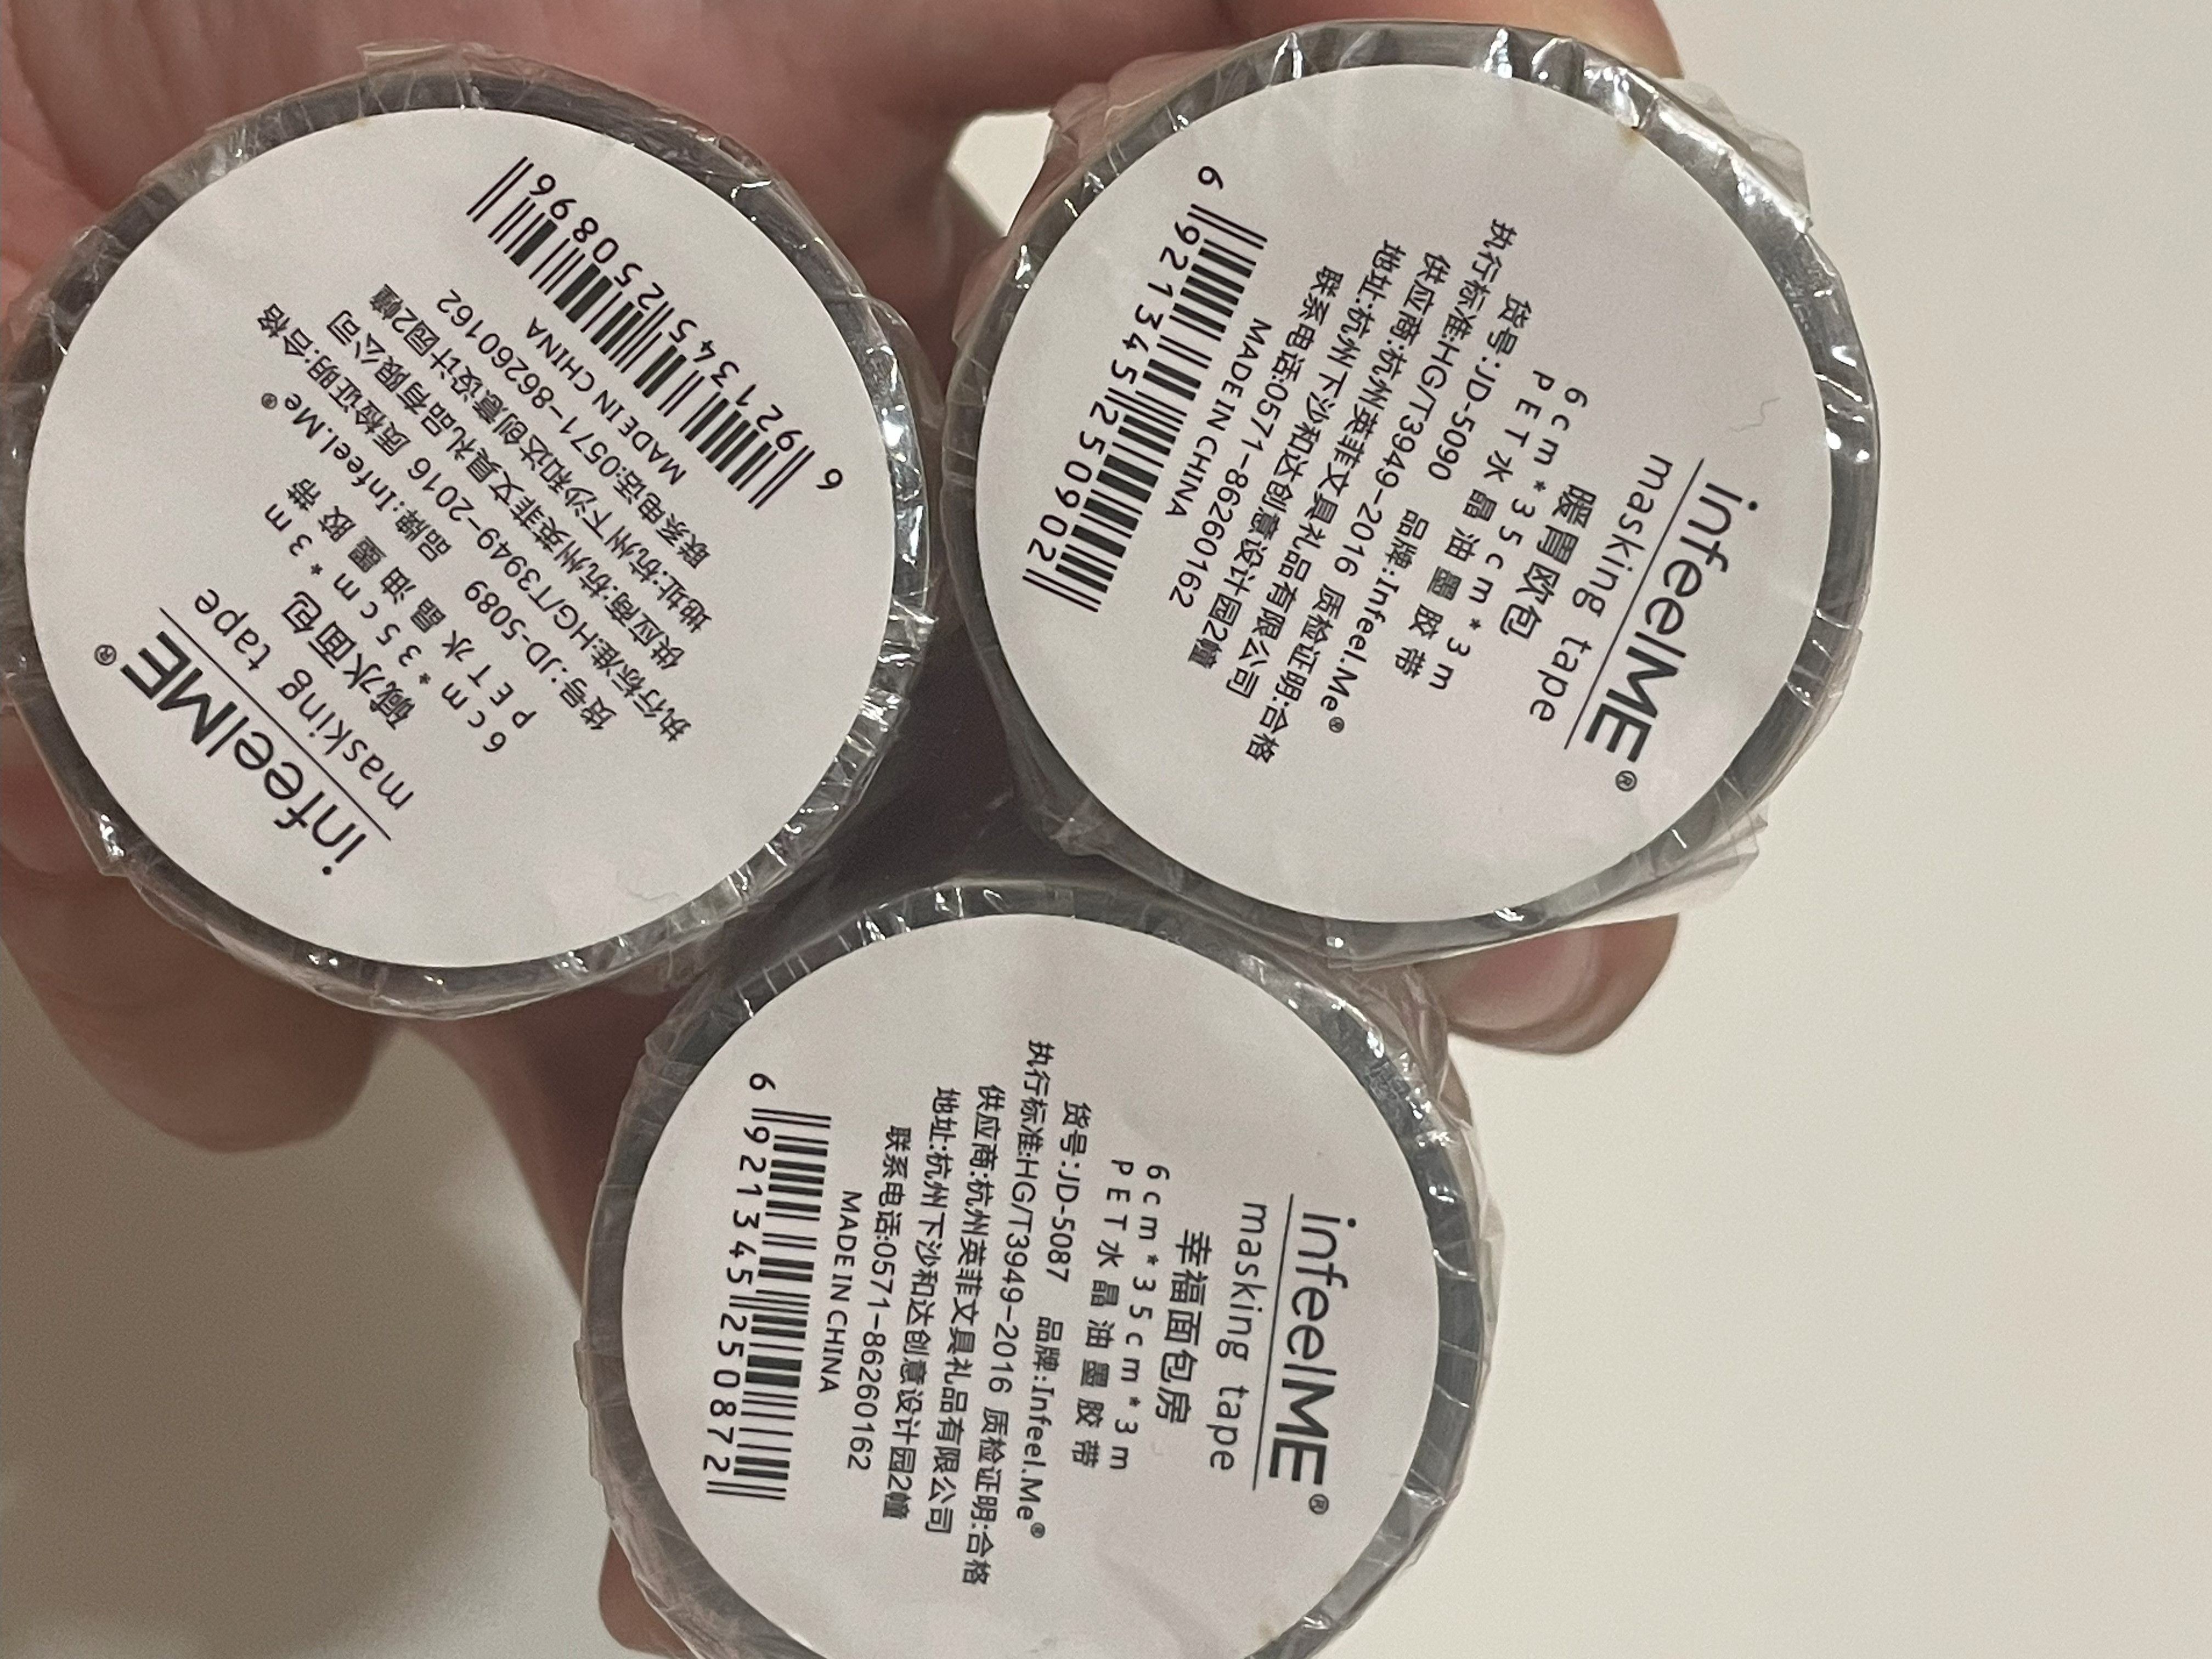 infeelME®
masking tape
碱水面包
6cm*35cm*3m
PET水晶油墨胶带
货号:JD-5089 品牌:Infeel.Me®
执行标准:HG/T3949-2016 质检证明:合格
供应商:杭州英菲文具礼品有限公司
地址:杭州下沙和达创意设计园2幢
联系电话:0571-86260162
MADE IN CHINA
6 921345 250896
infeelME®
masking tape
暖胃欧包
6cm*35cm*3m
PET水晶油墨胶带
货号:JD-5090 品牌:Infeel.Me®
执行标准:HG/T3949-2016 质检证明:合格
供应商:杭州英菲文具礼品有限公司
地址:杭州下沙和达创意设计园2幢
联系电话:0571-86260162
MADE IN CHINA
6 921345 250902
infeelME®
masking tape
幸福面包房
6cm*35cm*3m
PET水晶油墨胶带
货号:JD-5087 品牌:Infeel.Me®
执行标准:HG/T3949-2016 质检证明:合格
供应商:杭州英菲文具礼品有限公司
地址:杭州下沙和达创意设计园2幢
联系电话:0571-86260162
MADE IN CHINA
6 921345 250872